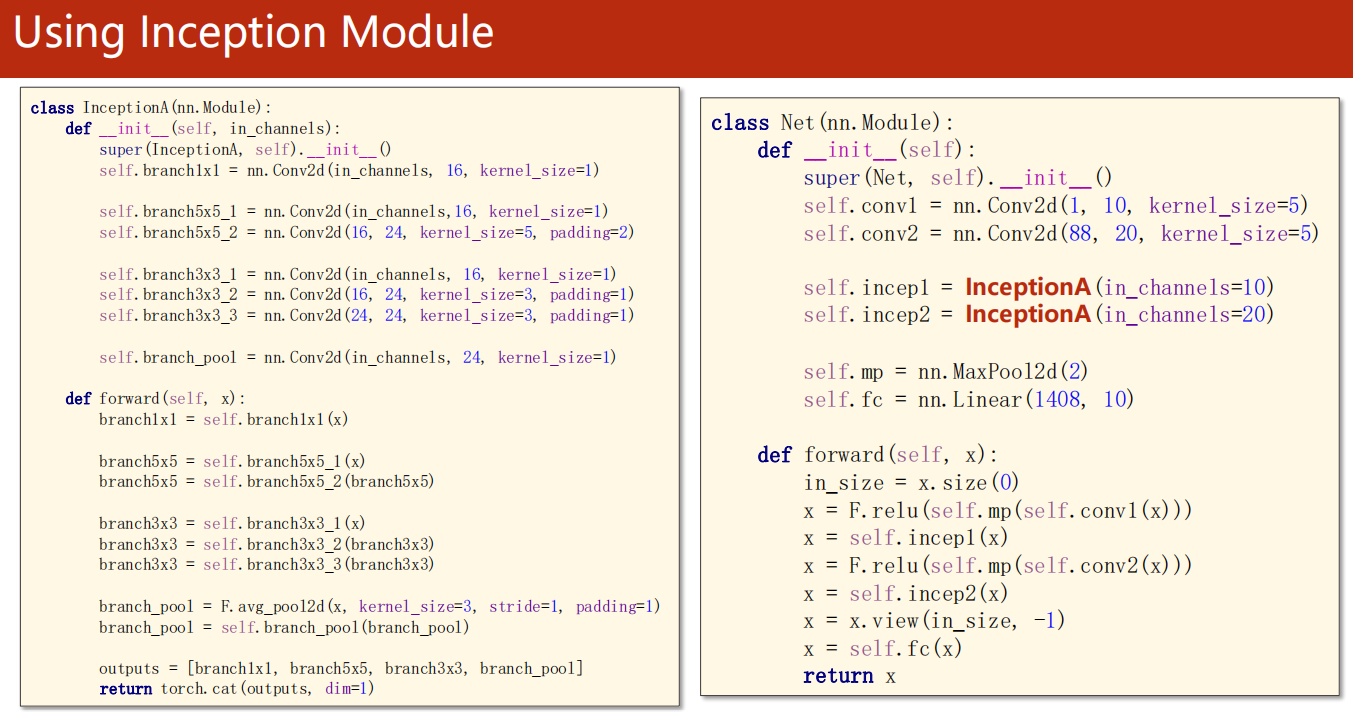 Using Inception Module
class InceptionA(nn.Module):
    def __init__(self, in_channels):
        super(InceptionA, self).__init__()
        self.branch1x1 = nn.Conv2d(in_channels, 16, kernel_size=1)

        self.branch5x5_1 = nn.Conv2d(in_channels,16, kernel_size=1)
        self.branch5x5_2 = nn.Conv2d(16, 24, kernel_size=5, padding=2)

        self.branch3x3_1 = nn.Conv2d(in_channels, 16, kernel_size=1)
        self.branch3x3_2 = nn.Conv2d(16, 24, kernel_size=3, padding=1)
        self.branch3x3_3 = nn.Conv2d(24, 24, kernel_size=3, padding=1)

        self.branch_pool = nn.Conv2d(in_channels, 24, kernel_size=1)

    def forward(self, x):
        branch1x1 = self.branch1x1(x)

        branch5x5 = self.branch5x5_1(x)
        branch5x5 = self.branch5x5_2(branch5x5)

        branch3x3 = self.branch3x3_1(x)
        branch3x3 = self.branch3x3_2(branch3x3)
        branch3x3 = self.branch3x3_3(branch3x3)

        branch_pool = F.avg_pool2d(x, kernel_size=3, stride=1, padding=1)
        branch_pool = self.branch_pool(branch_pool)

        outputs = [branch1x1, branch5x5, branch3x3, branch_pool]
        return torch.cat(outputs, dim=1)
class Net(nn.Module):
    def __init__(self):
        super(Net, self).__init__()
        self.conv1 = nn.Conv2d(1, 10, kernel_size=5)
        self.conv2 = nn.Conv2d(88, 20, kernel_size=5)

        self.incep1 = InceptionA(in_channels=10)
        self.incep2 = InceptionA(in_channels=20)

        self.mp = nn.MaxPool2d(2)
        self.fc = nn.Linear(1408, 10)

    def forward(self, x):
        in_size = x.size(0)
        x = F.relu(self.mp(self.conv1(x)))
        x = self.incep1(x)
        x = F.relu(self.mp(self.conv2(x)))
        x = self.incep2(x)
        x = x.view(in_size, -1)
        x = self.fc(x)
        return x